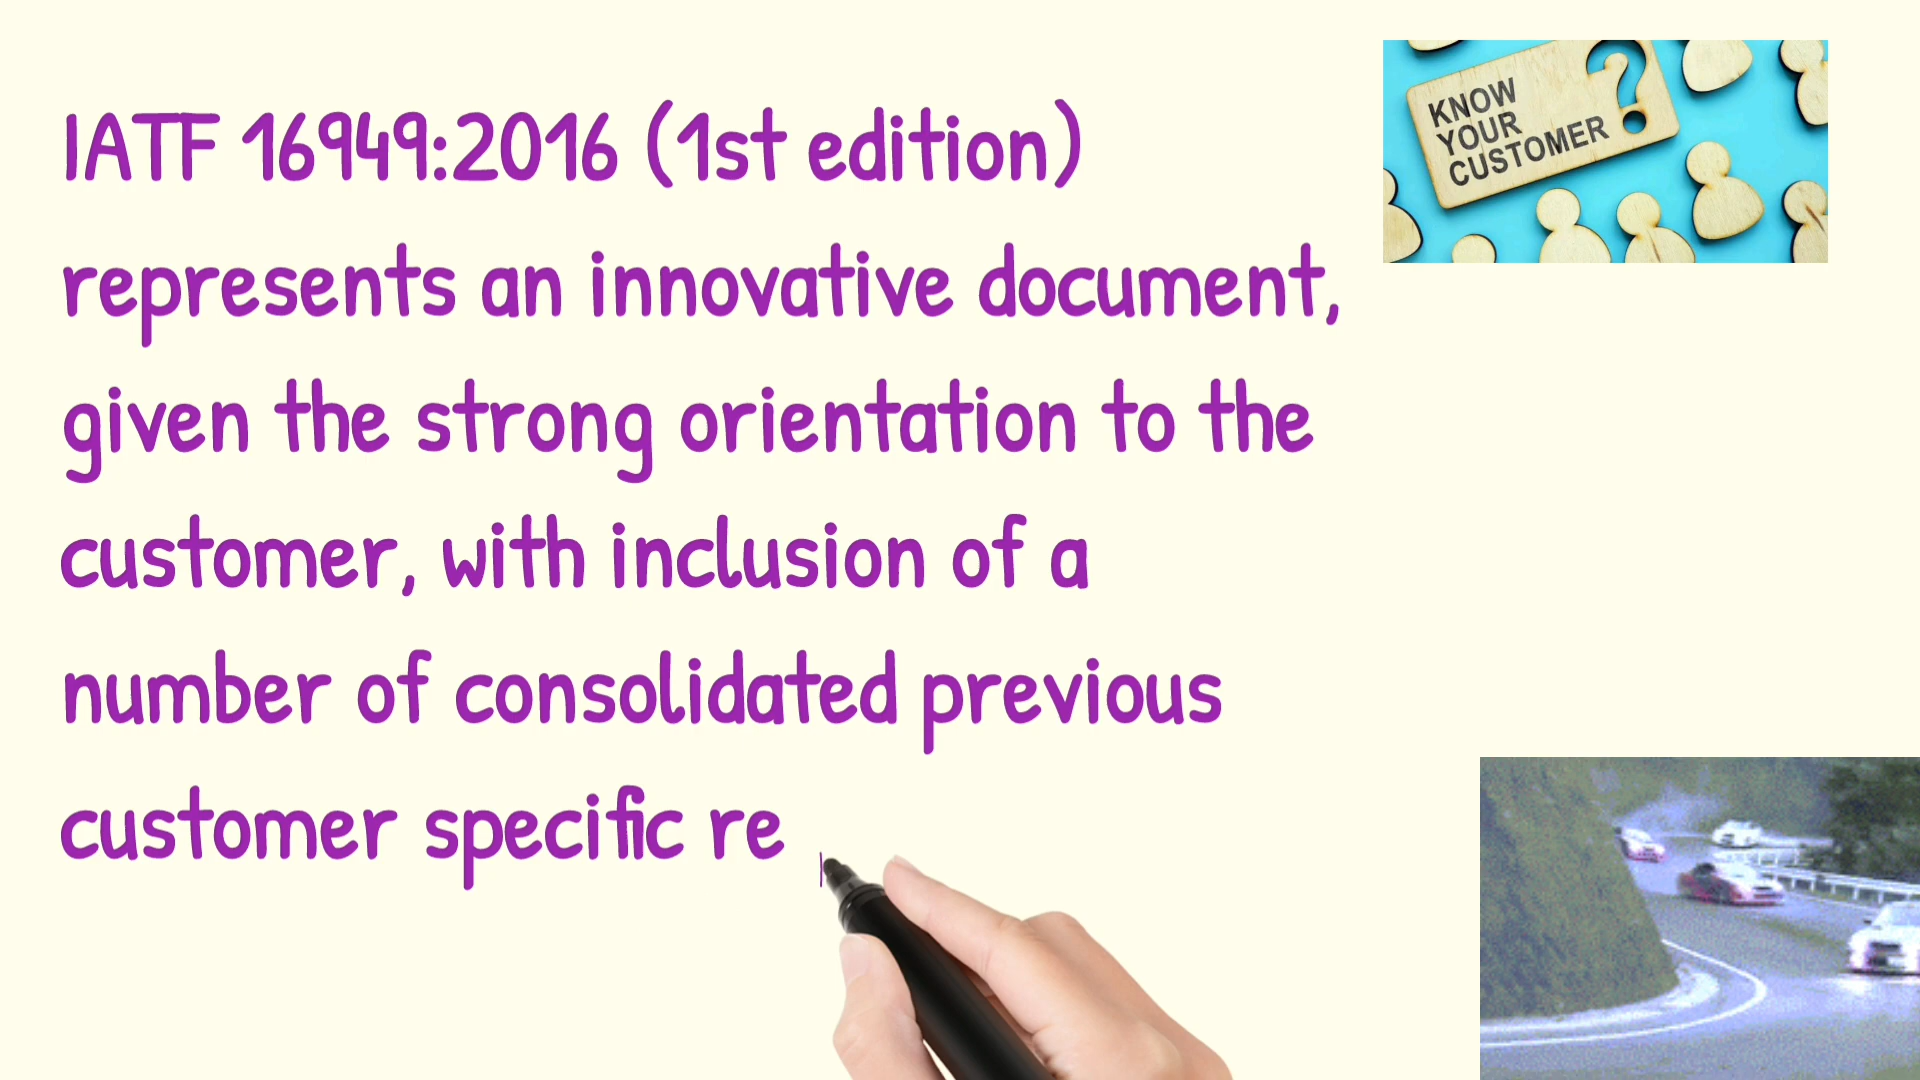 IATF 16949:2016 (1st edition)
represents an innovative document,
given the strong orientation to the
customer, with inclusion of a
number of consolidated previous
customer specific re
KNOW
YOUR
CUSTOMER